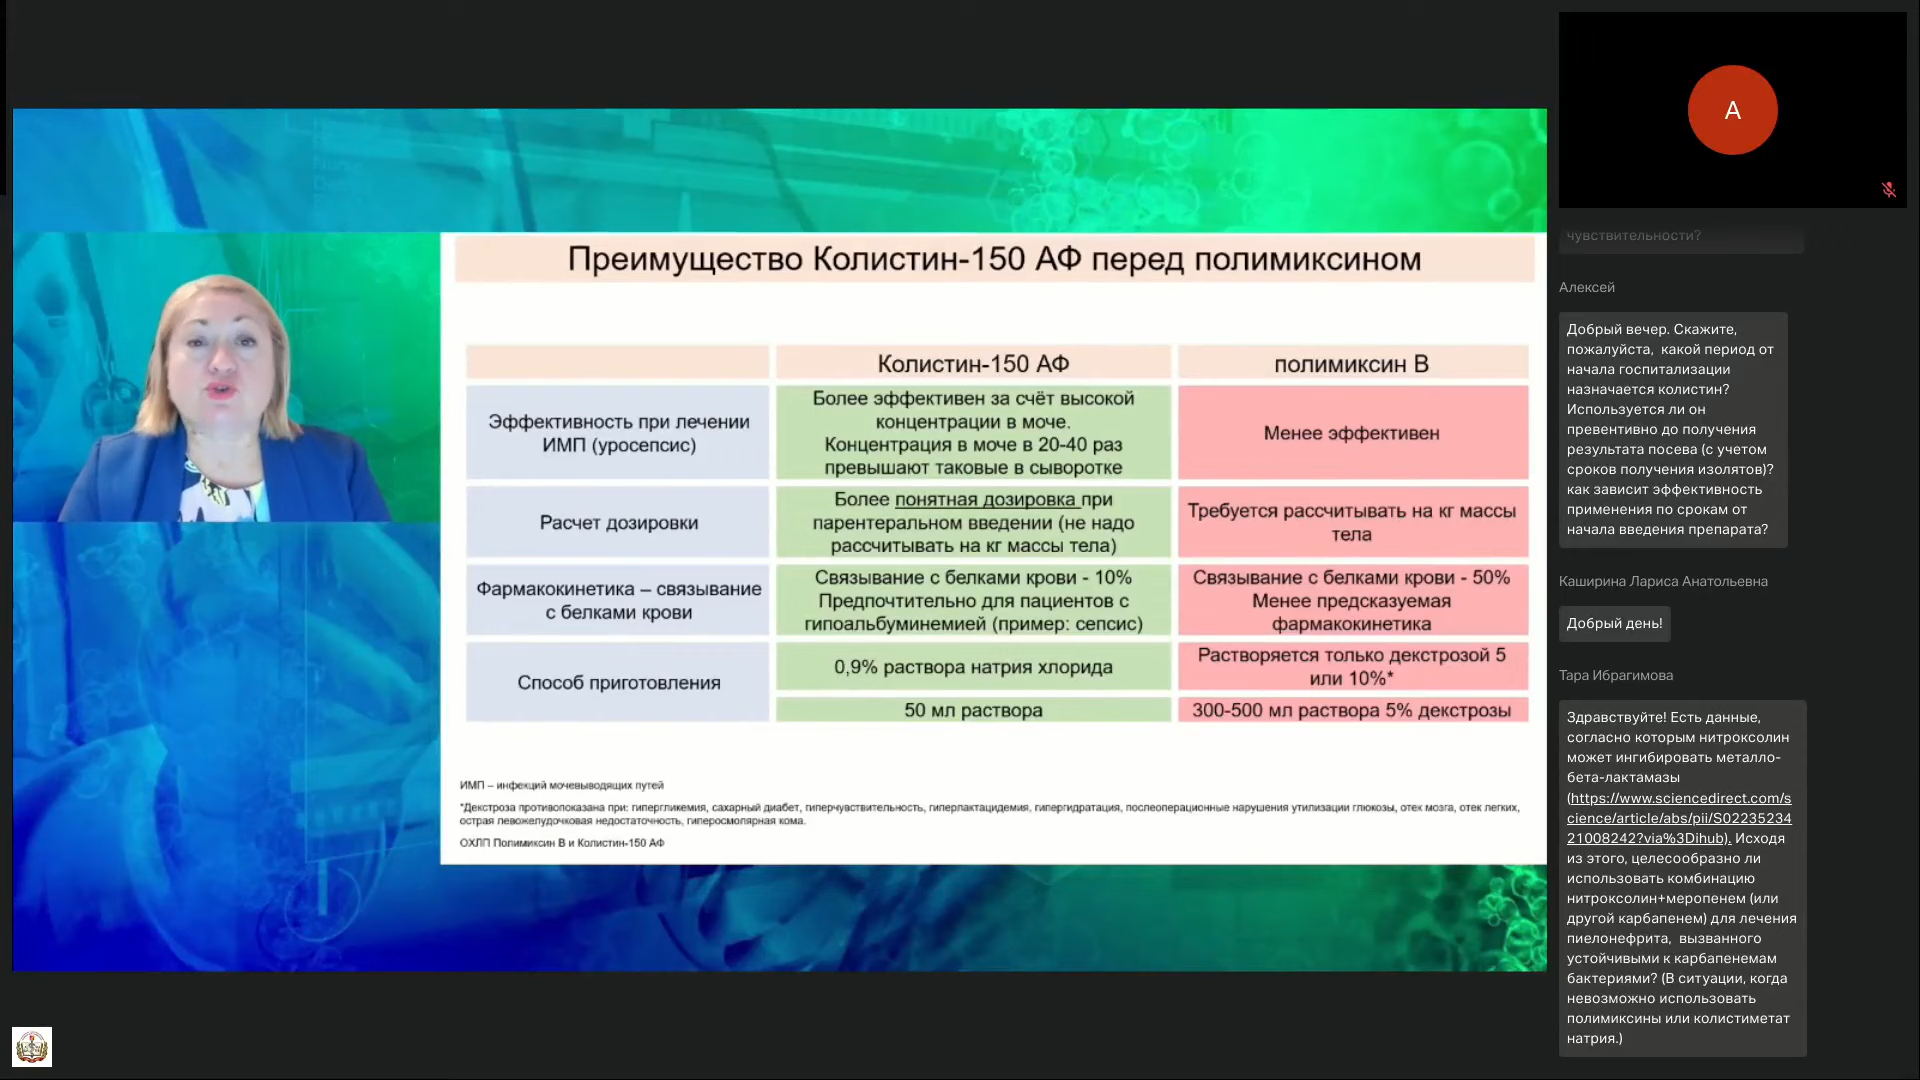 Преимущество Колистин-150 АФ перед полимиксином
Колистин-150 АФ
полимиксин В
Эффективность при лечении
ИМП (уросепсис)
Более эффективен за счёт высокой
концентрации в моче.
Концентрация в моче в 20-40 раз
превышают таковые в сыворотке
Менее эффективен
Расчет дозировки
Более понятная дозировка при
парентеральном введении (не надо
рассчитывать на кг массы тела)
Требуется рассчитывать на кг массы
тела
Фармакокинетика – связывание
с белками крови
Связывание с белками крови - 10%
Предпочтительно для пациентов с
гипоальбуминемией (пример: сепсис)
Связывание с белками крови - 50%
Менее предсказуемая
фармакокинетика
Способ приготовления
0,9% раствора натрия хлорида
Растворяется только декстрозой 5
или 10%*
50 мл раствора
300-500 мл раствора 5% декстрозы
ИМП – инфекций мочевыводящих путей
*Декстроза противопоказана при: гипергликемия, сахарный диабет, гиперчувствительность, гиперлактацидемия, гипергидратация, послеоперационные нарушения утилизации глюкозы, отек мозга, отек легких,
острая левожелудочковая недостаточность, гиперосмолярная кома.
ОХЛП Полимиксин В и Колистин-150 АФ
А
чувствительности?
Алексей
Добрый вечер. Скажите,
пожалуйста, какой период от
начала госпитализации
назначается колистин?
Используется ли он
превентивно до получения
результата посева (с учетом
сроков получения изолятов)?
как зависит эффективность
применения по срокам от
начала введения препарата?
Каширина Лариса Анатольевна
Добрый день!
Тара Ибрагимова
Здравствуйте! Есть данные,
согласно которым нитроксолин
может ингибировать металло-
бета-лактамазы
(https://www.sciencedirect.com/s
cience/article/abs/pii/S02235234
21008242?via%3Dihub). Исходя
из этого, целесообразно ли
использовать комбинацию
нитроксолин+меропенем (или
другой карбапенем) для лечения
пиелонефрита, вызванного
устойчивыми к карбапенемам
бактериями? (В ситуации, когда
невозможно использовать
полимиксины или колистиметат
натрия.)